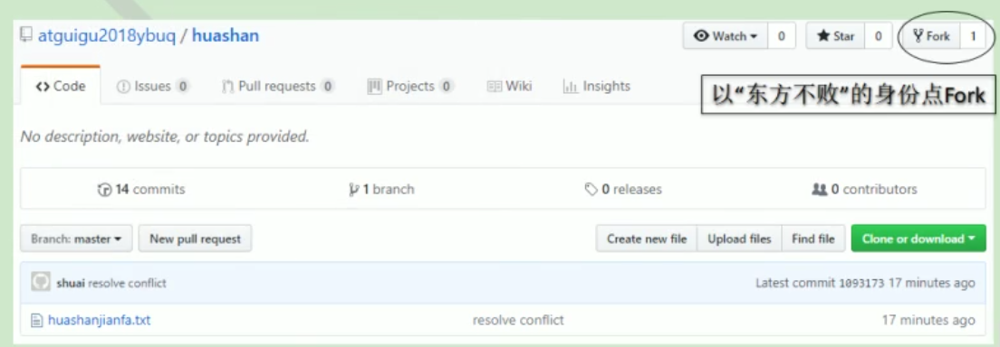 atguigu2018ybuq / huashan
Watch 0 Star 0 Fork 1
Code Issues 0 Pull requests 0 Projects 0 Wiki Insights
以“东方不败”的身份点Fork
No description, website, or topics provided.
14 commits 1 branch 0 releases 0 contributors
Branch: master New pull request Create new file Upload files Find file Clone or download
shuai resolve conflict Latest commit 1093173 17 minutes ago
huashanjianfa.txt resolve conflict 17 minutes ago